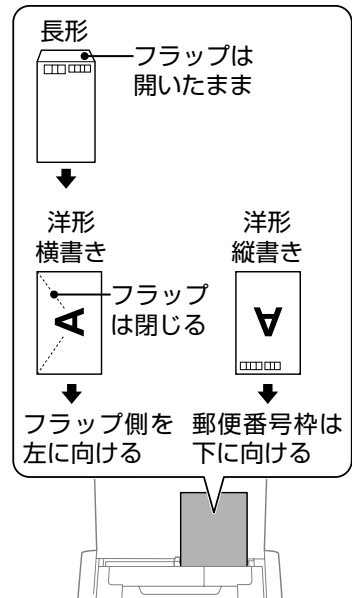 長形
フラップは
開いたまま
洋形
横書き
フラップ
は閉じる
A
フラップ側を
左に向ける
洋形
縦書き
A
郵便番号枠は
下に向ける